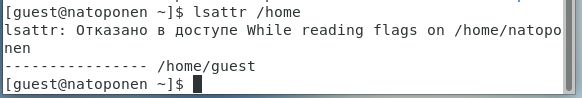 [guest@natoponen ~]$ lsattr /home
lsattr: Отказано в доступе While reading flags on /home/natopo
nen
---------------- /home/guest
[guest@natoponen ~]$